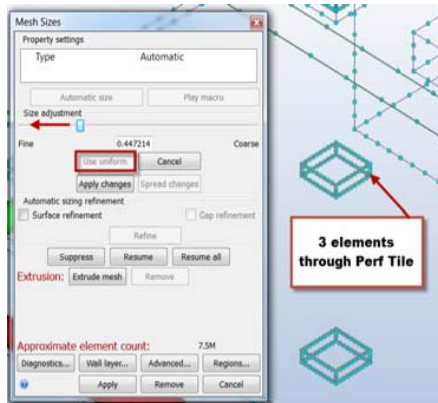 Mesh Sizes
Property settings
Type Automatic
Automatic size Play macro
Size adjustment
Fine 0.447214 Coarse
Use uniform Cancel
Apply changes Spread changes
Automatic sizing refinement
Surface refinement Gap refinement
Refine
Suppress Resume Resume all
Extrusion: Extrude mesh Remove
Approximate element count: 7.5M
Diagnostics... Wall layer... Advanced... Regions...
Apply Remove Cancel
3 elements
through Perf Tile